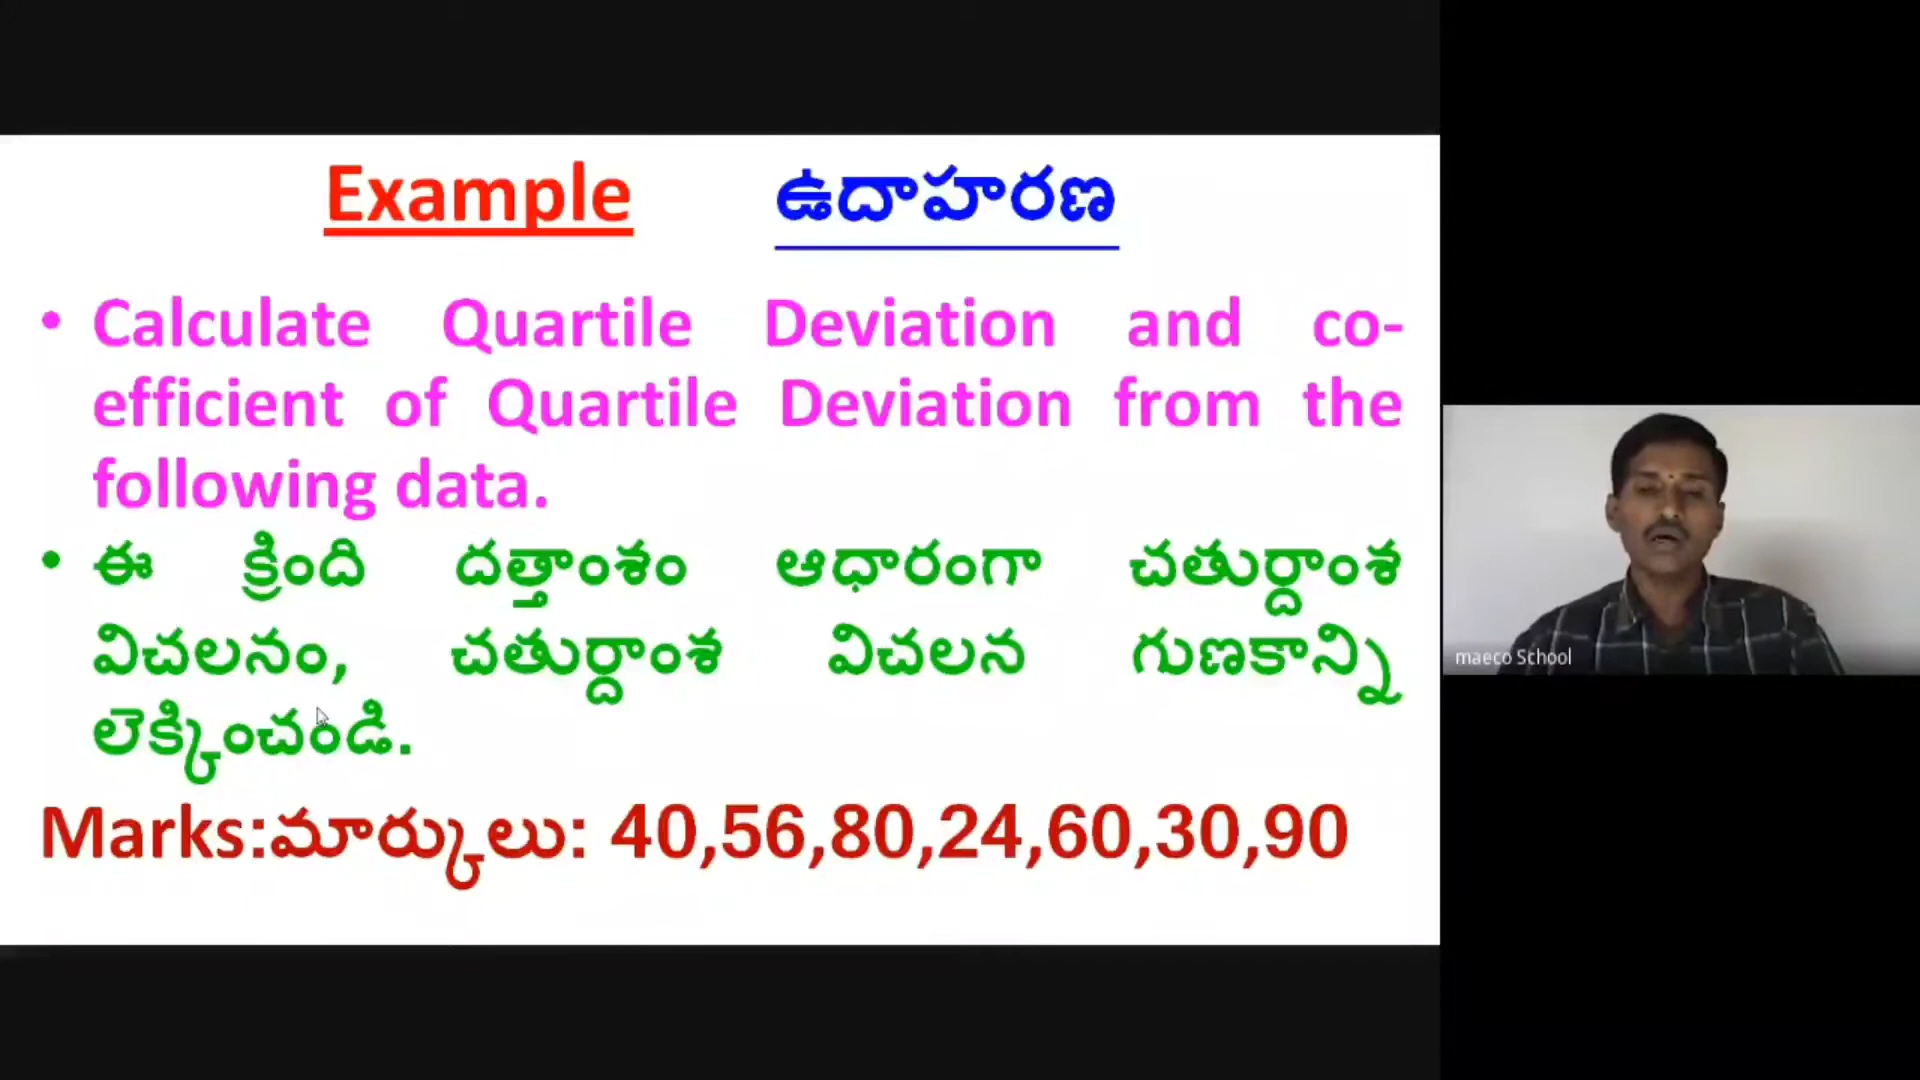 Example ఉదాహరణ
• Calculate Quartile Deviation and co-
efficient of Quartile Deviation from the
following data.
• ఈ క్రింది దత్తాంశం ఆధారంగా చతుర్దాంశ
విచలనం, చతుర్దాంశ విచలన గుణకాన్ని
లెక్కించండి.
Marks:మార్కులు: 40,56,80,24,60,30,90
maeco School